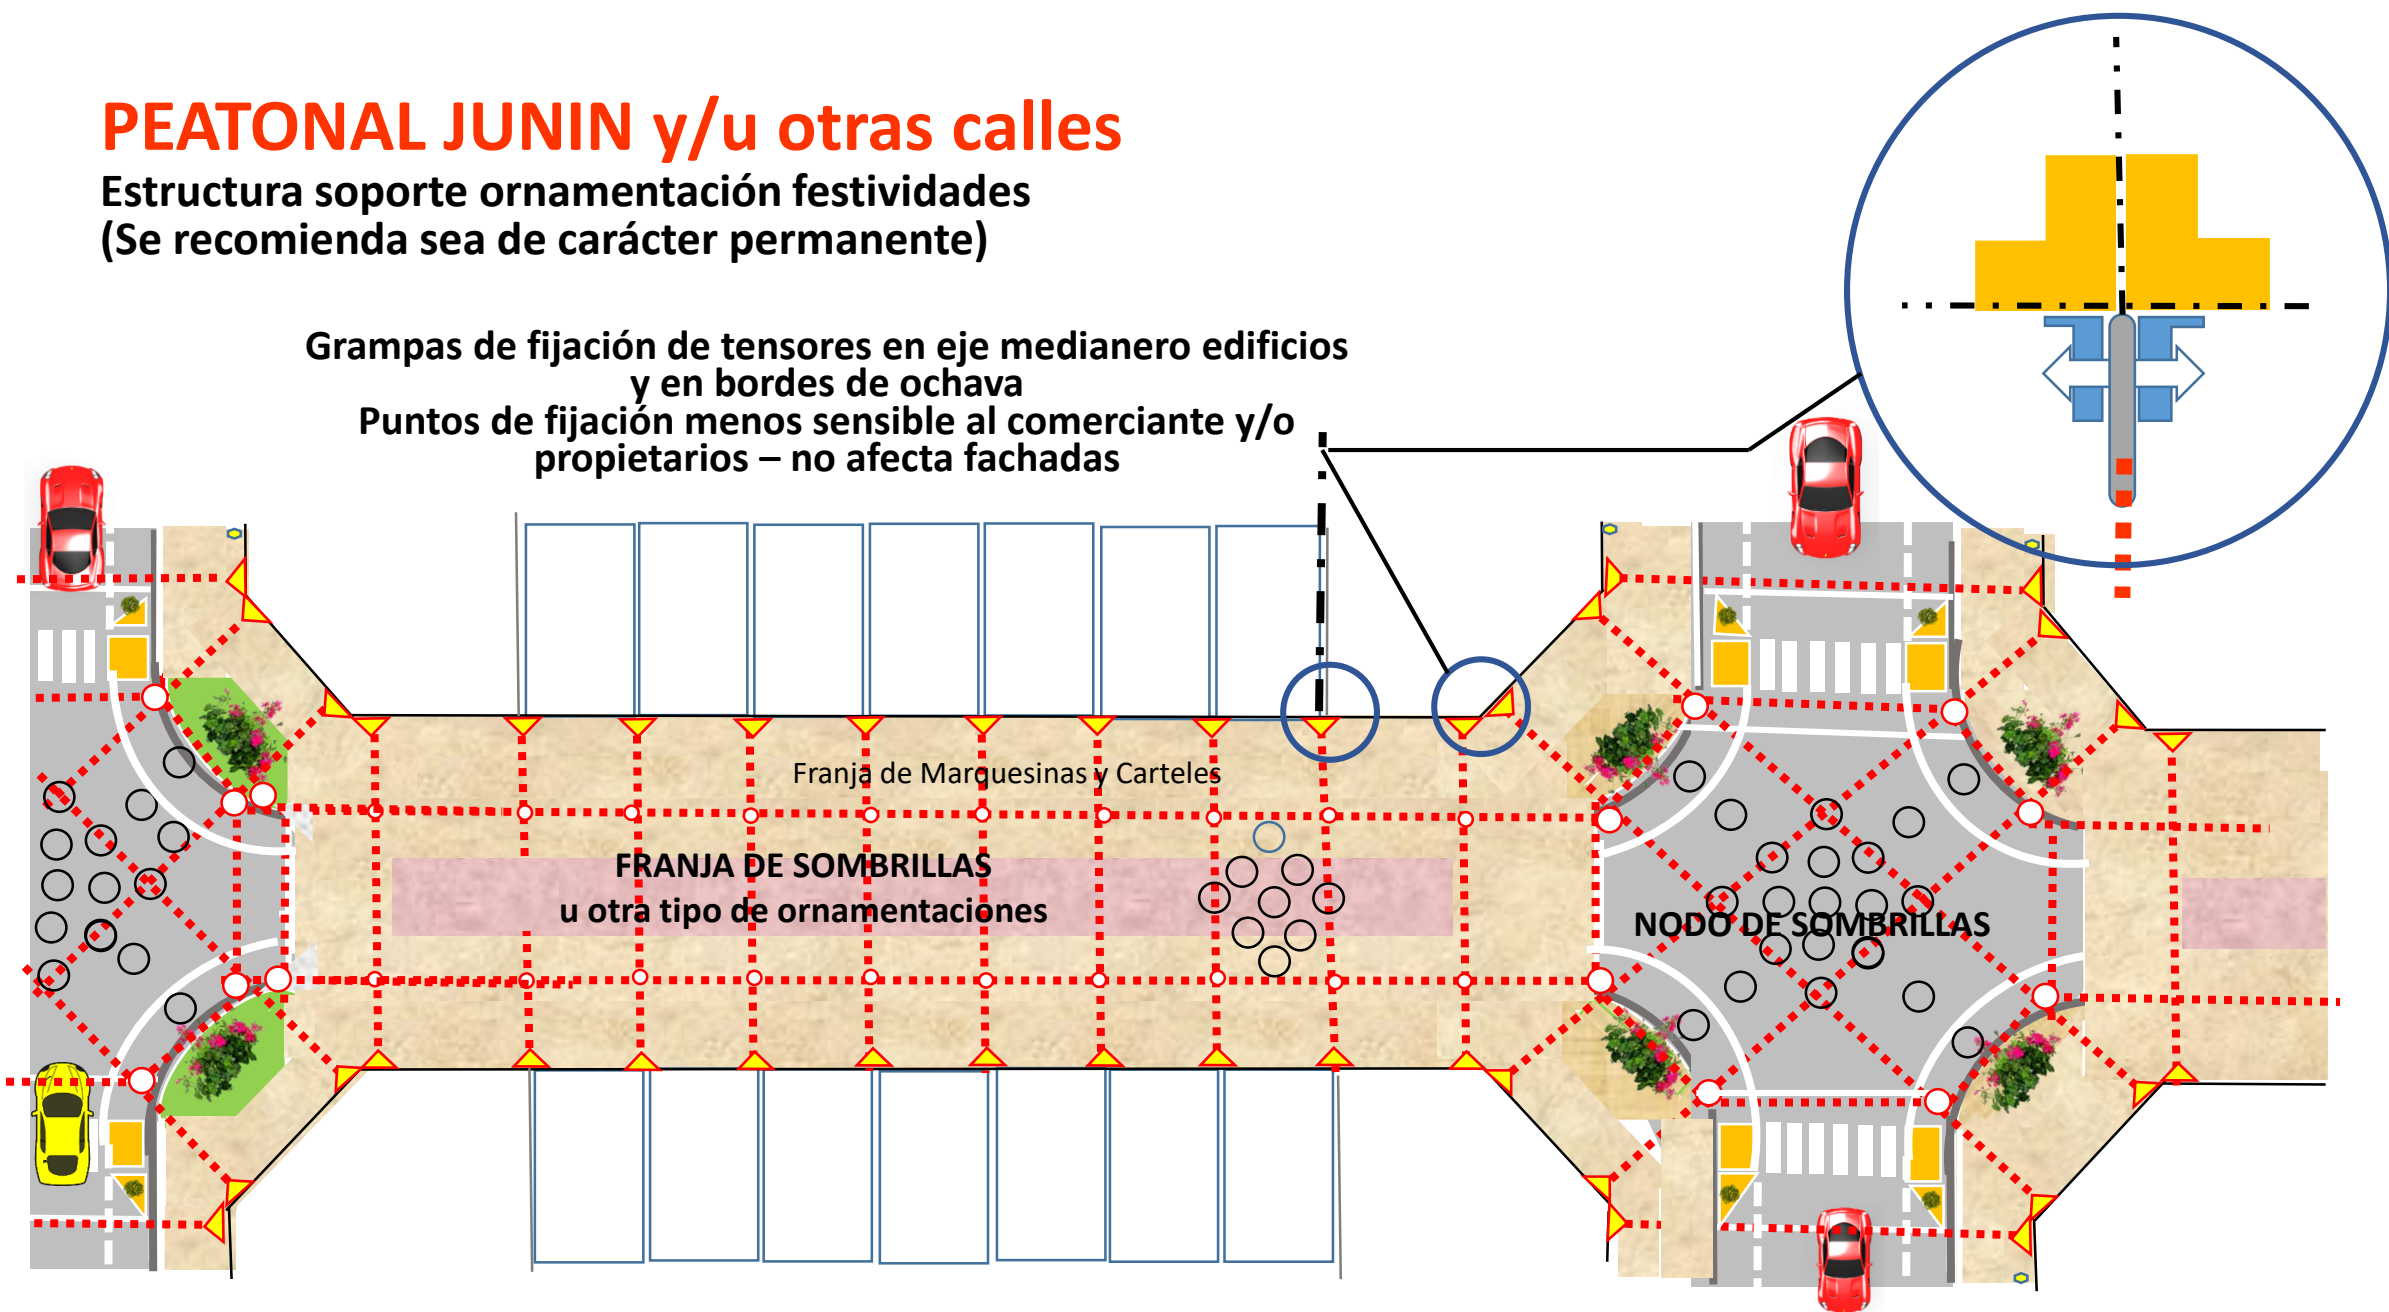 PEATONAL JUNIN y/u otras calles
Estructura soporte ornamentación festividades
(Se recomienda sea de carácter permanente)
Grampas de fijación de tensores en eje medianero edificios
y en bordes de ochava
Puntos de fijación menos sensible al comerciante y/o
propietarios – no afecta fachadas
Franja de Marquesinas y Carteles
FRANJA DE SOMBRILLAS
u otra tipo de ornamentaciones
NODO DE SOMBRILLAS